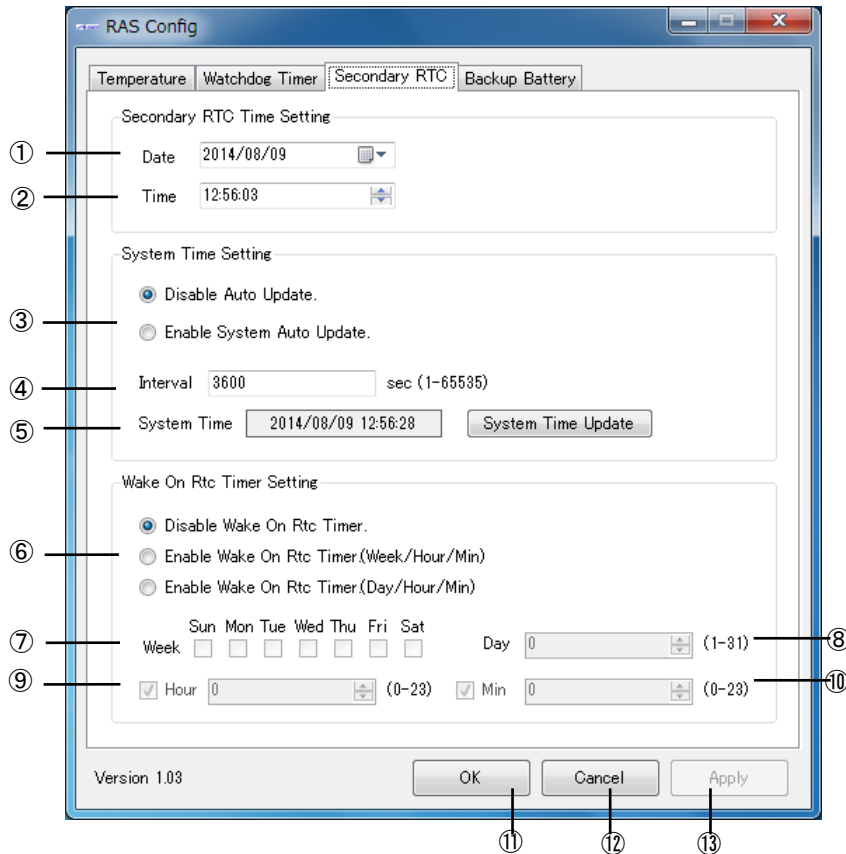 RAS Config
Temperature Watchdog Timer Secondary RTC Backup Battery
Secondary RTC Time Setting
① Date 2014/08/09
② Time 12:56:03
System Time Setting
Disable Auto Update.
③
Enable System Auto Update.
④ Interval 3600 sec (1-65535)
⑤ System Time 2014/08/09 12:56:28 System Time Update
Wake On Rtc Timer Setting
Disable Wake On Rtc Timer.
⑥ Enable Wake On Rtc Timer.(Week/Hour/Min)
Enable Wake On Rtc Timer.(Day/Hour/Min)
Sun Mon Tue Wed Thu Fri Sat
⑦ Week Day 0 (1-31) ⑧
⑨ Hour 0 (0-23) Min 0 (0-23) ⑩
Version 1.03 OK Cancel Apply
⑪ ⑫ ⑬